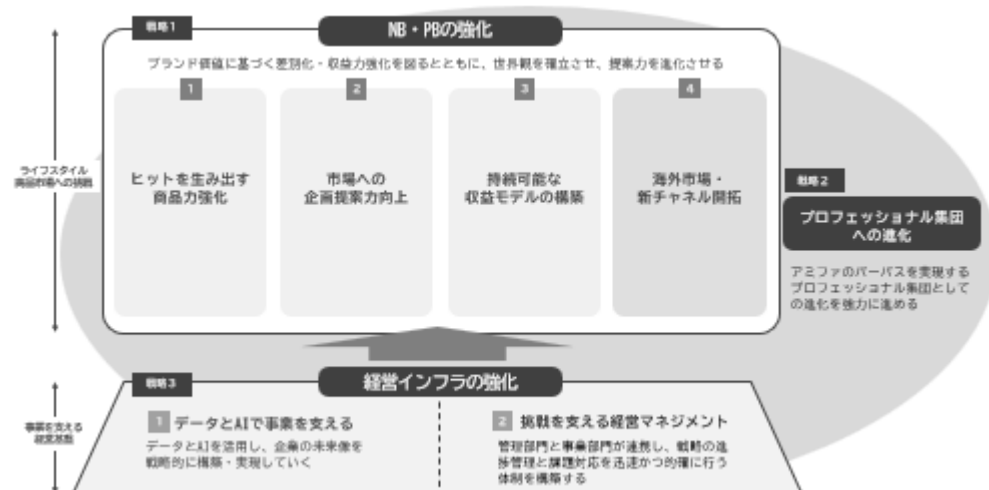 戦略1
NB・PBの強化
ブランド価値に基づく差別化・収益力強化を図るとともに、世界観を確立させ、提案力を進化させる
1
2
3
4
ヒットを生み出す
商品力強化
市場への
企画提案力向上
持続可能な
収益モデルの構築
海外市場・
新チャネル開拓
ライフスタイル
商品市場への挑戦
戦略2
プロフェッショナル集団
への進化
アミファのパーパスを実現する
プロフェッショナル集団として
の進化を強力に進める
戦略3
経営インフラの強化
事業を支える
経営基盤
1 データとAIで事業を支える
データとAIを活用し、企業の未来像を
戦略的に構築・実現していく
2 挑戦を支える経営マネジメント
管理部門と事業部門が連携し、戦略の進
捗管理と課題対応を迅速かつ的確に行う
体制を構築する